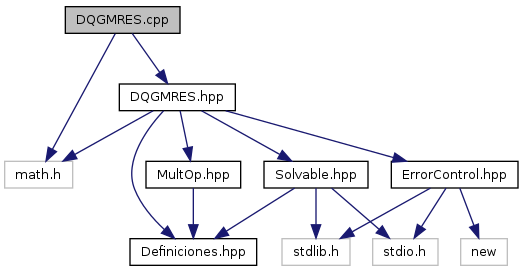 DQGMRES.cpp
DQGMRES.hpp
math.h
MultOp.hpp
Solvable.hpp
ErrorControl.hpp
Definiciones.hpp
stdlib.h
stdio.h
new